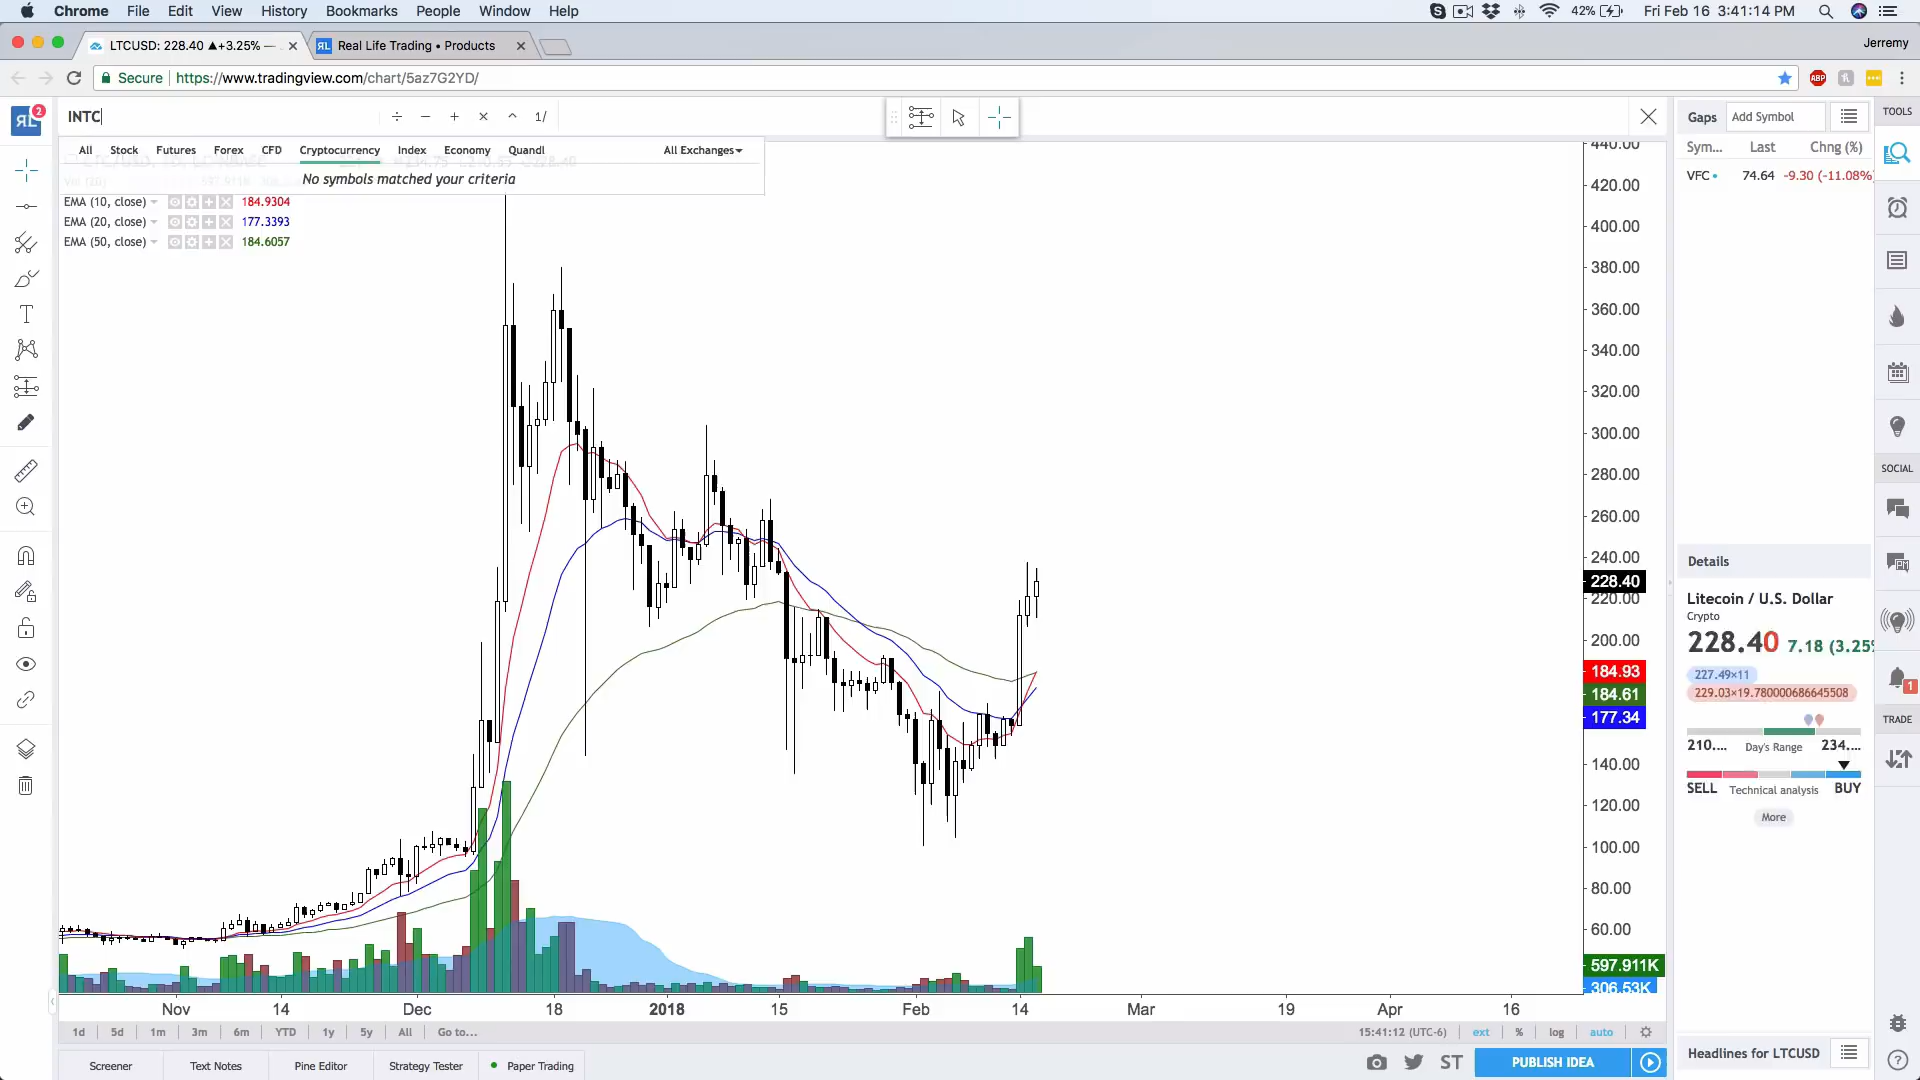 Chrome File Edit View History Bookmarks People Window Help 42% Fri Feb 16 3:41:14 PM
LTCUSD: 228.40 ▲+3.25% — Real Life Trading • Products Jerremy
Secure https://www.tradingview.com/chart/5az7G2YD/ ABP
INTC ÷ − + × ^ 1/ Gaps Add Symbol TOOLS
2
All Stock Futures Forex CFD Cryptocurrency Index Economy Quandl All Exchanges
Sym... Last Chng (%)
No symbols matched your criteria
VFC 74.64 -9.30 (-11.08%)
EMA (10, close) 184.9304
EMA (20, close) 177.3393
EMA (50, close) 184.6057
440.00
420.00
400.00
380.00
360.00
340.00
320.00
300.00
280.00
260.00
240.00
228.40
220.00
200.00
184.93
184.61
177.34
140.00
120.00
100.00
80.00
60.00
597.911K
306.53K
SOCIAL
Details
Litecoin / U.S. Dollar
Crypto
228.40 7.18 (3.25
227.49×11
229.03×19.780000686645508
1
TRADE
210.... Day's Range 234....
SELL Technical analysis BUY
More
Nov 14 Dec 18 2018 15 Feb 14 Mar 19 Apr 16
1d 5d 1m 3m 6m YTD 1y 5y All Go to... 15:41:12 (UTC-6) ext % log auto
Headlines for LTCUSD
Screener Text Notes Pine Editor Strategy Tester Paper Trading ST PUBLISH IDEA